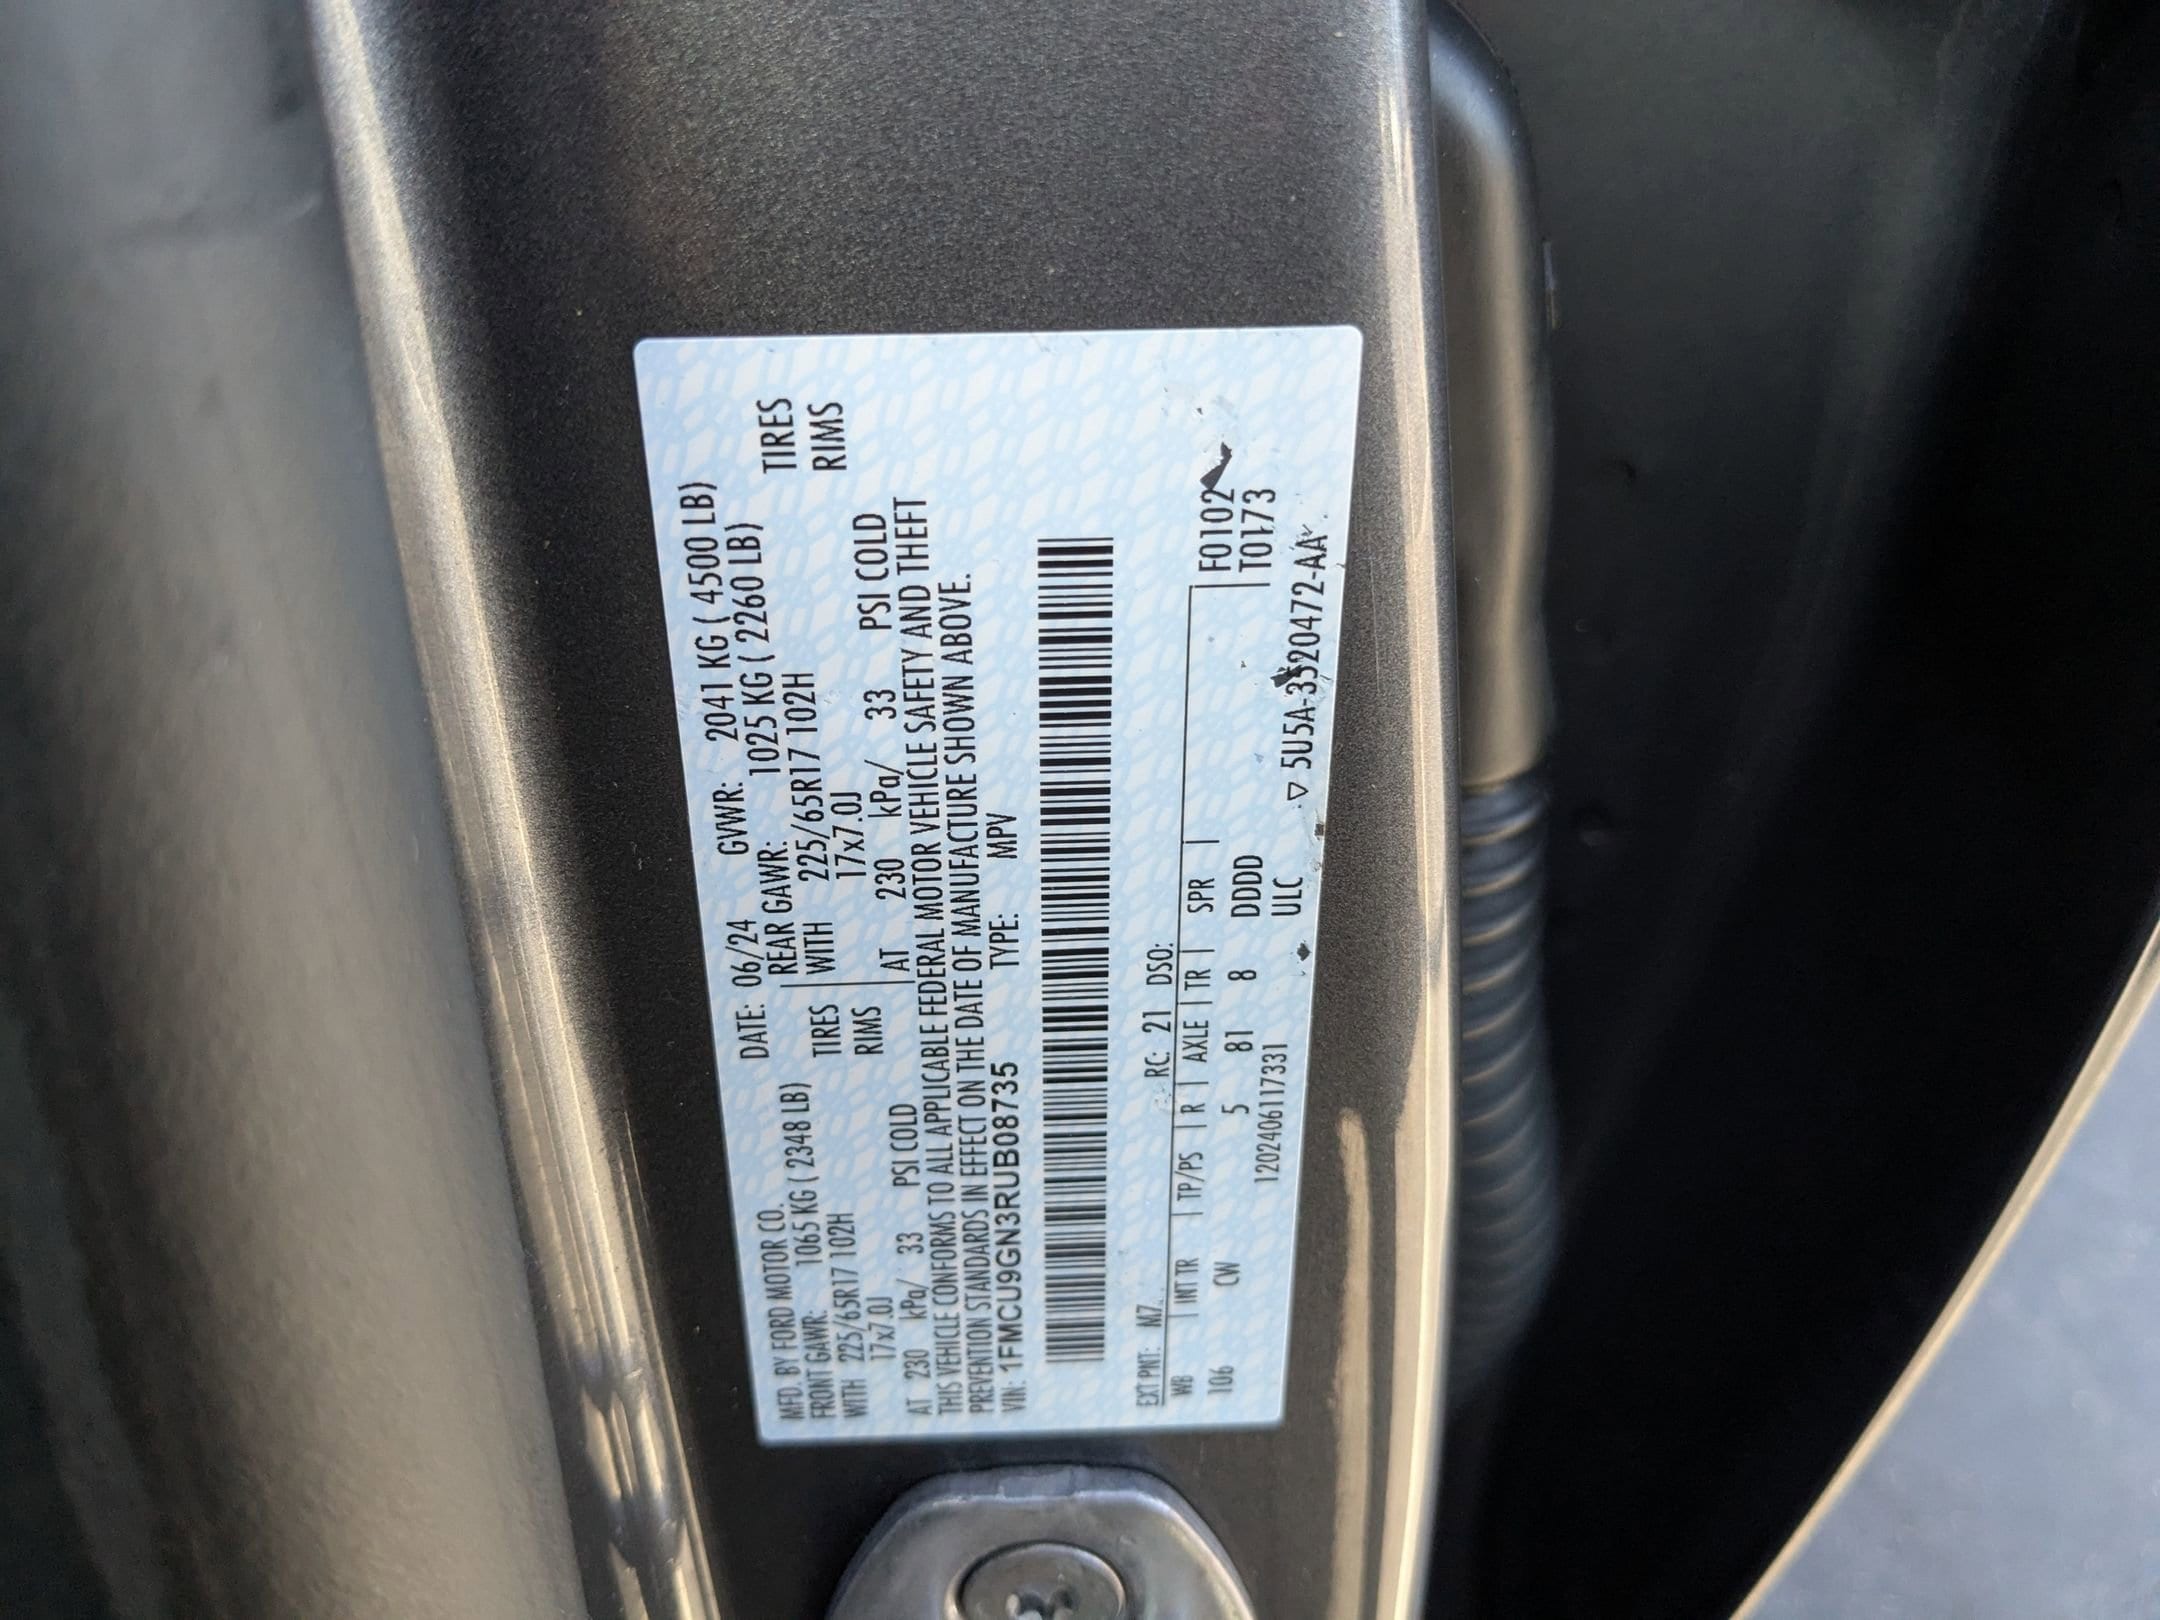 MFD. BY FORD MOTOR CO. DATE: 06/24 GVWR: 2041 KG ( 4500 LB)
FRONT GAWR: 1065 KG ( 2348 LB) REAR GAWR: 1025 KG ( 2260 LB)
WITH 225/65R17 102H TIRES WITH 225/65R17 102H TIRES
17x7.0J RIMS 17x7.0J RIMS
AT 230 kPa/ 33 PSI COLD AT 230 kPa/ 33 PSI COLD
THIS VEHICLE CONFORMS TO ALL APPLICABLE FEDERAL MOTOR VEHICLE SAFETY AND THEFT
PREVENTION STANDARDS IN EFFECT ON THE DATE OF MANUFACTURE SHOWN ABOVE.
VIN: 1FMCU9GN3RUB08735 TYPE: MPV
EXT PNT: M7 RC: 21 DSO:
WB | INT TR | TP/PS | R | AXLE | TR | SPR | F0102
106 CW 5 81 8 DDDD T0173
120240611 7331 ULC ▽ 5U5A-3520472-AA